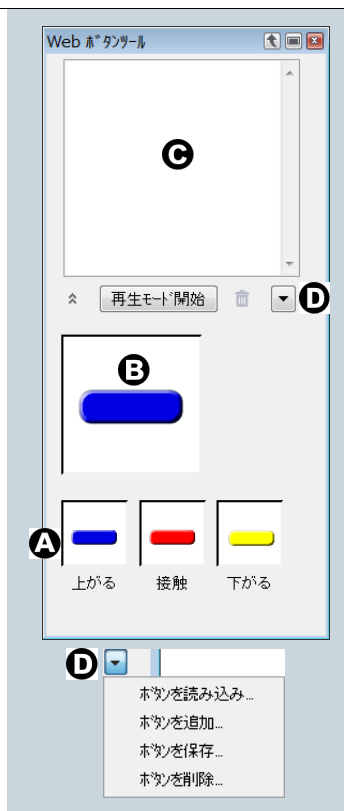 Web ボタンツール
C
再生モード開始
D
B
A
上がる 接触 下がる
D
ボタンを読み込み...
ボタンを追加...
ボタンを保存...
ボタンを削除...